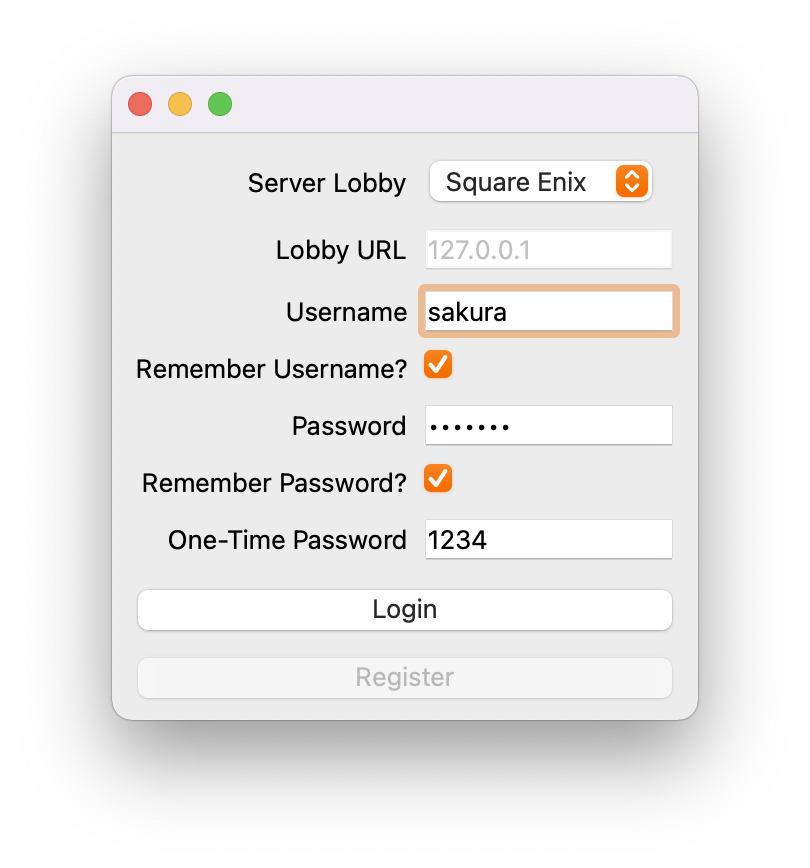 Server Lobby Square Enix
Lobby URL 127.0.0.1
Username sakura
Remember Username?
Password •••••••
Remember Password?
One-Time Password 1234
Login
Register